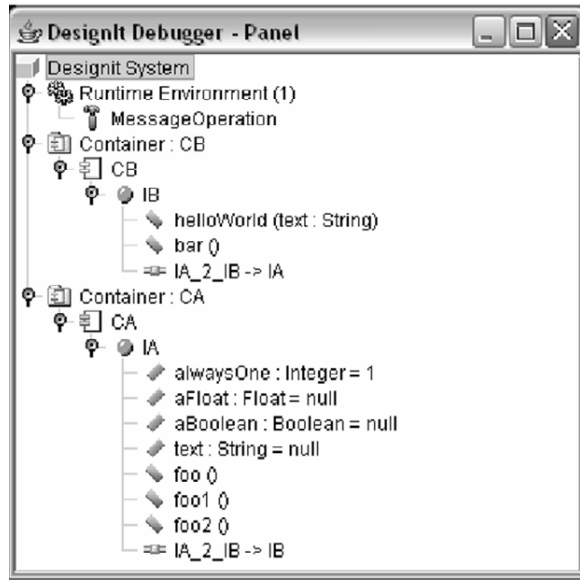 DesignIt Debugger - Panel
Designit System
Runtime Environment (1)
MessageOperation
Container : CB
CB
IB
helloWorld (text : String)
bar ()
IA_2_IB -> IA
Container : CA
CA
IA
alwaysOne : Integer = 1
aFloat : Float = null
aBoolean : Boolean = null
text : String = null
foo ()
foo1 ()
foo2 ()
IA_2_IB -> IB